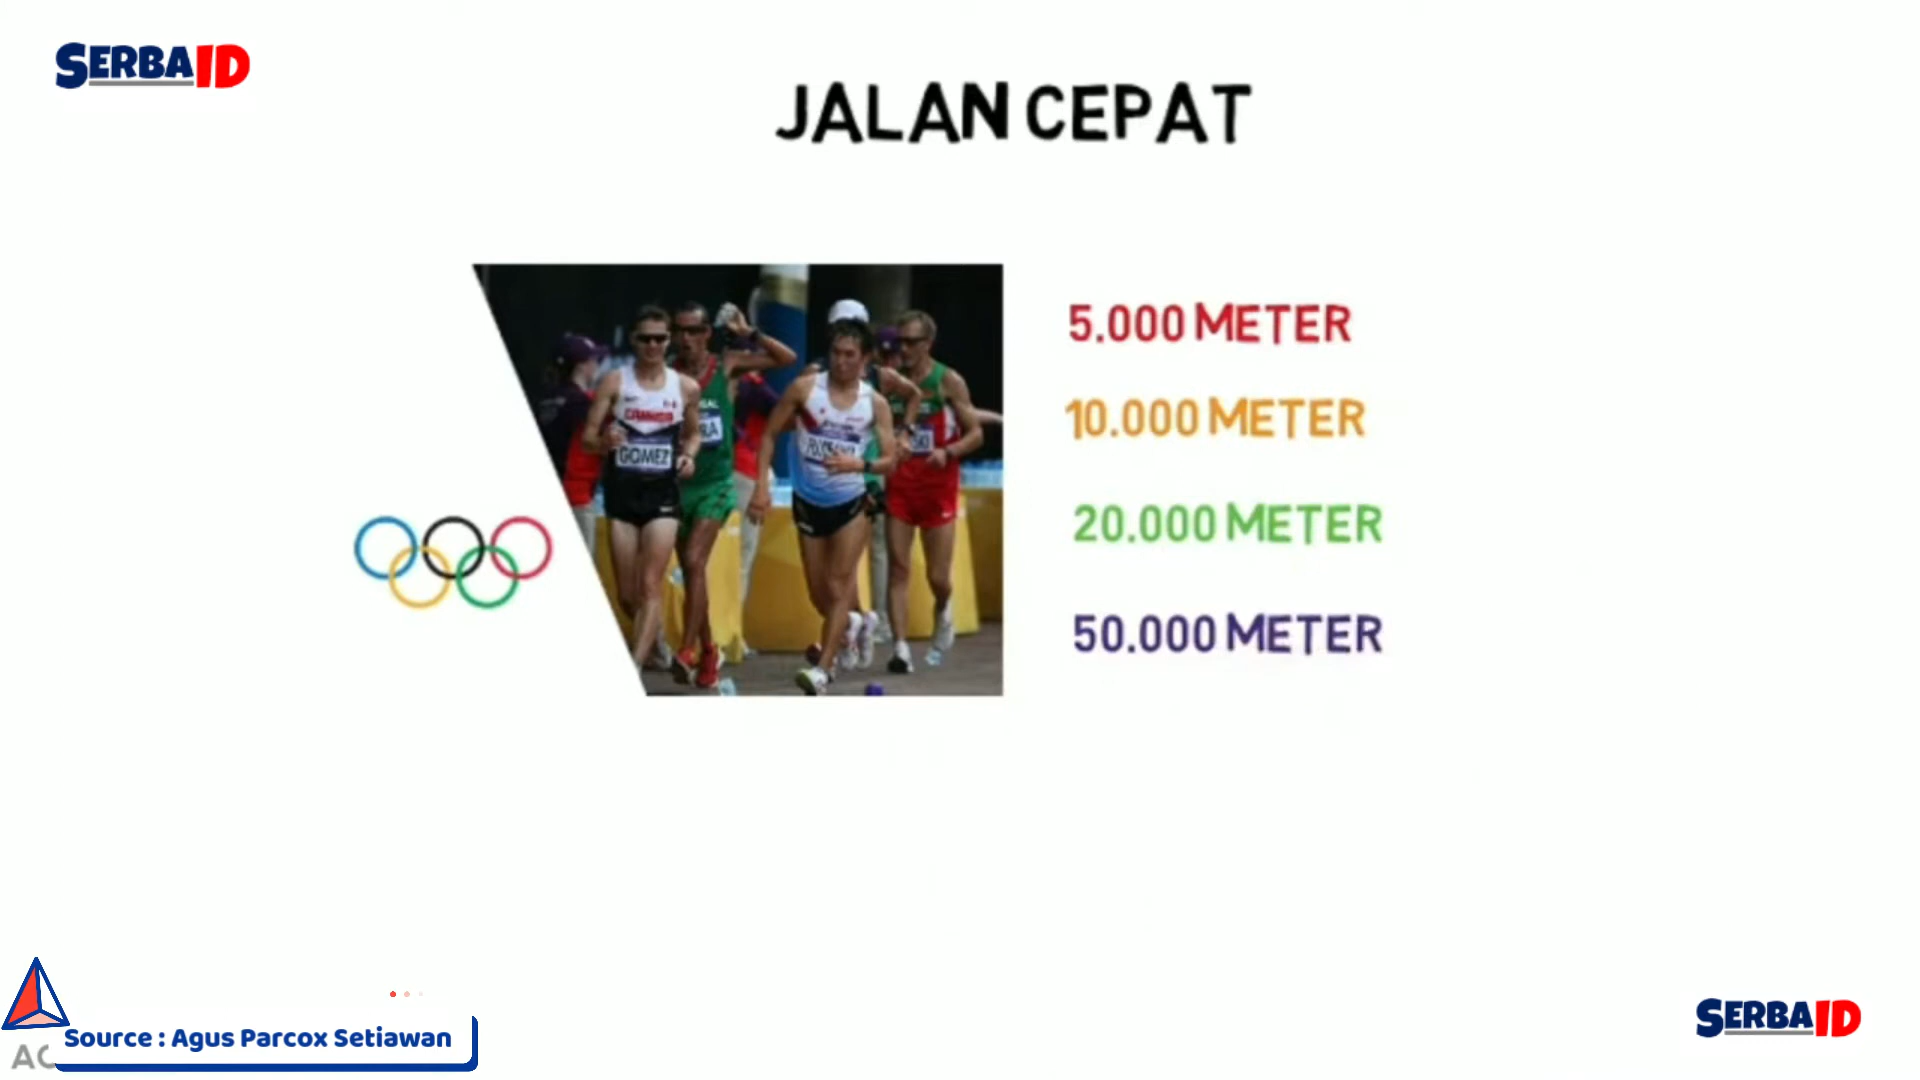 SERBAID
JALAN CEPAT
5.000 METER
10.000 METER
20.000 METER
50.000 METER
CANADA
GOMEZ
Source : Agus Parcox Setiawan
SERBAID